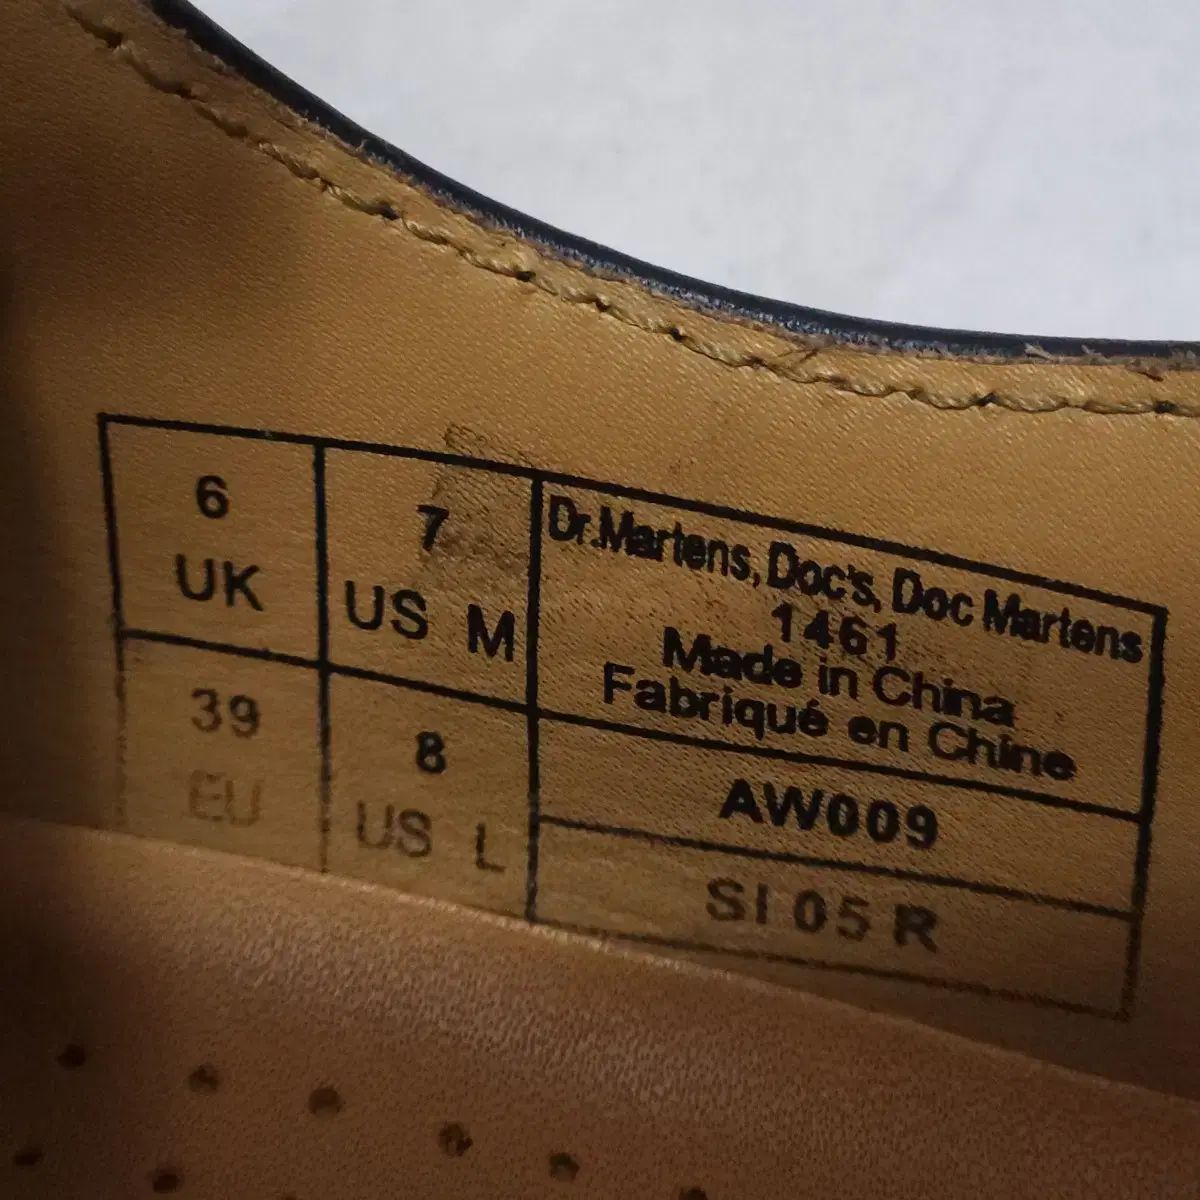 6
UK
7
US M
39
EU
8
US L
Dr.Martens, Doc's, Doc Martens
1461
Made in China
Fabriqué en Chine
AW009
SI 05 R